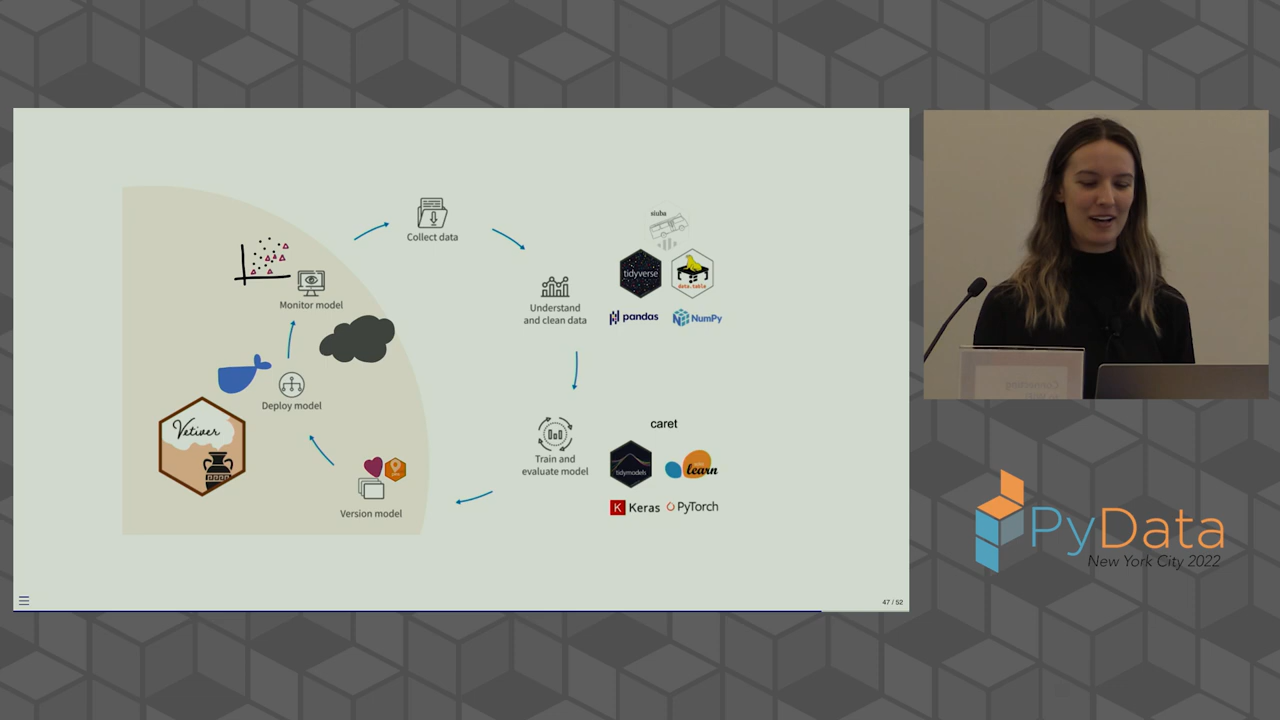 Collect data
siuba
tidyverse
data.table
Understand
and clean data
pandas
NumPy
Monitor model
Deploy model
Vetiver
caret
Train and
evaluate model
tidymodels
learn
K Keras
PyTorch
Version model
47 / 52
PyData
New York City 2022